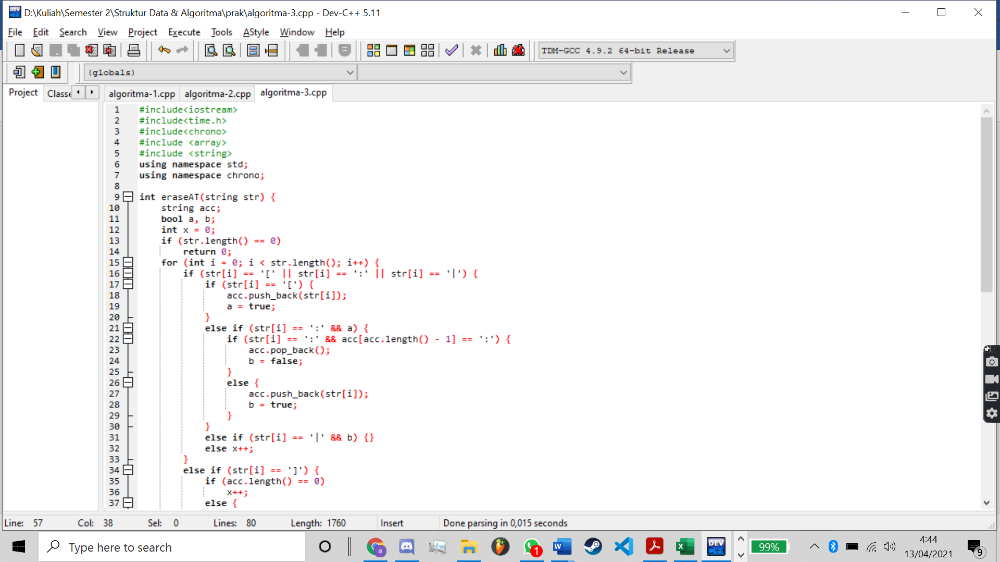 D:\Kuliah\Semester 2\Struktur Data & Algoritma\prak\algoritma-3.cpp - Dev-C++ 5.11
File Edit Search View Project Execute Tools AStyle Window Help
TDM-GCC 4.9.2 64-bit Release
(globals)
Project Classe algoritma-1.cpp algoritma-2.cpp algoritma-3.cpp
1 #include<iostream>
2 #include<time.h>
3 #include<chrono>
4 #include <array>
5 #include <string>
6 using namespace std;
7 using namespace chrono;
8
9 int eraseAT(string str) {
10 string acc;
11 bool a, b;
12 int x = 0;
13 if (str.length() == 0)
14 return 0;
15 for (int i = 0; i < str.length(); i++) {
16 if (str[i] == '[' || str[i] == ':' || str[i] == '|') {
17 if (str[i] == '[') {
18 acc.push_back(str[i]);
19 a = true;
20 }
21 else if (str[i] == ':' && a) {
22 if (str[i] == ':' && acc[acc.length() - 1] == ':') {
23 acc.pop_back();
24 b = false;
25 }
26 else {
27 acc.push_back(str[i]);
28 b = true;
29 }
30 }
31 else if (str[i] == '|' && b) {}
32 else x++;
33 }
34 else if (str[i] == ']') {
35 if (acc.length() == 0)
36 x++;
37 else {
Line: 57 Col: 38 Sel: 0 Lines: 80 Length: 1760 Insert Done parsing in 0,015 seconds
Type here to search
a
1
W
X
DEV C++
99%
4:44
13/04/2021
9